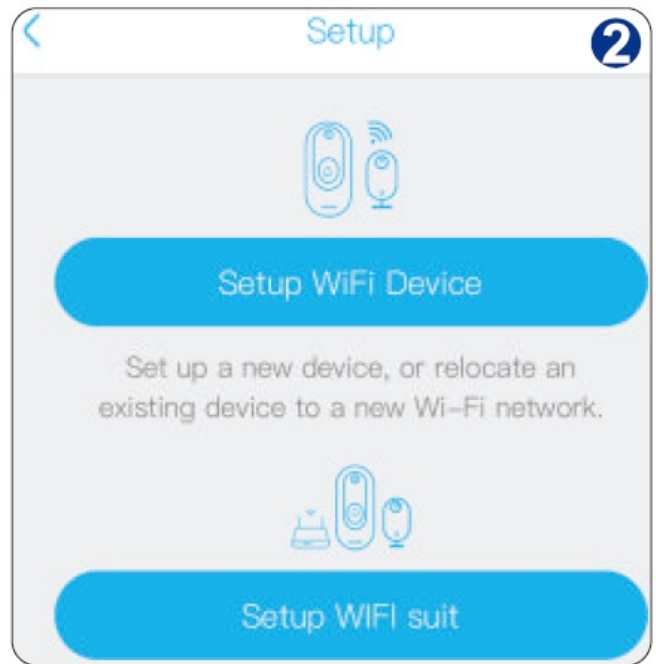 Setup
2
Setup WiFi Device
Set up a new device, or relocate an
existing device to a new Wi-Fi network.
Setup WIFI suit